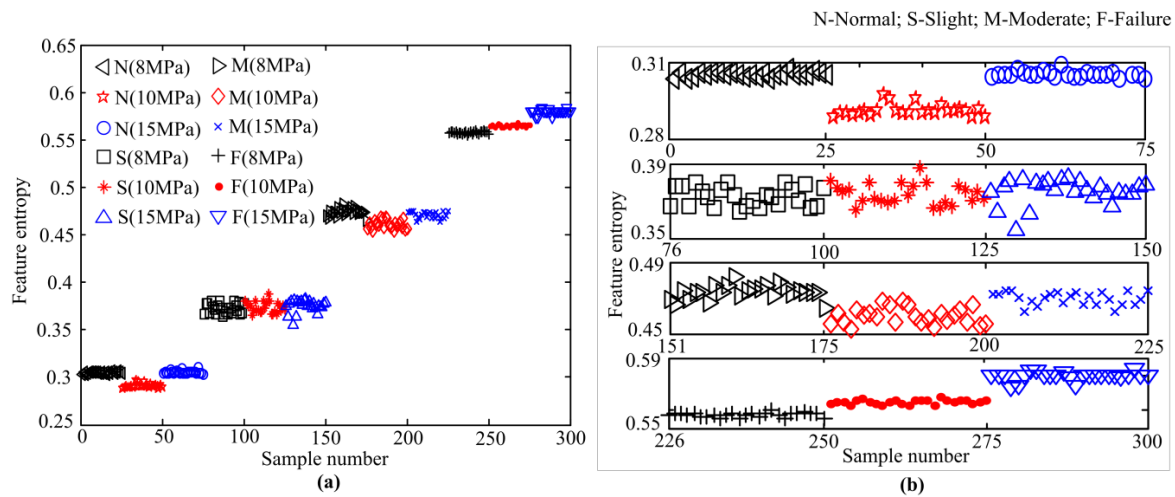 N-Normal; S-Slight; M-Moderate; F-Failure
0.65
0.6
0.55
0.5
0.45
0.4
0.35
0.3
0.25
Feature entropy
N(8MPa) M(8MPa)
N(10MPa) M(10MPa)
N(15MPa) M(15MPa)
S(8MPa) F(8MPa)
S(10MPa) F(10MPa)
S(15MPa) F(15MPa)
0 50 100 150 200 250 300
Sample number
(a)
Feature entropy
0.31
0.28
0 25 50 75
0.39
0.35
76 100 125 150
0.49
0.45
151 175 200 225
0.59
0.55
226 250 275 300
Sample number
(b)